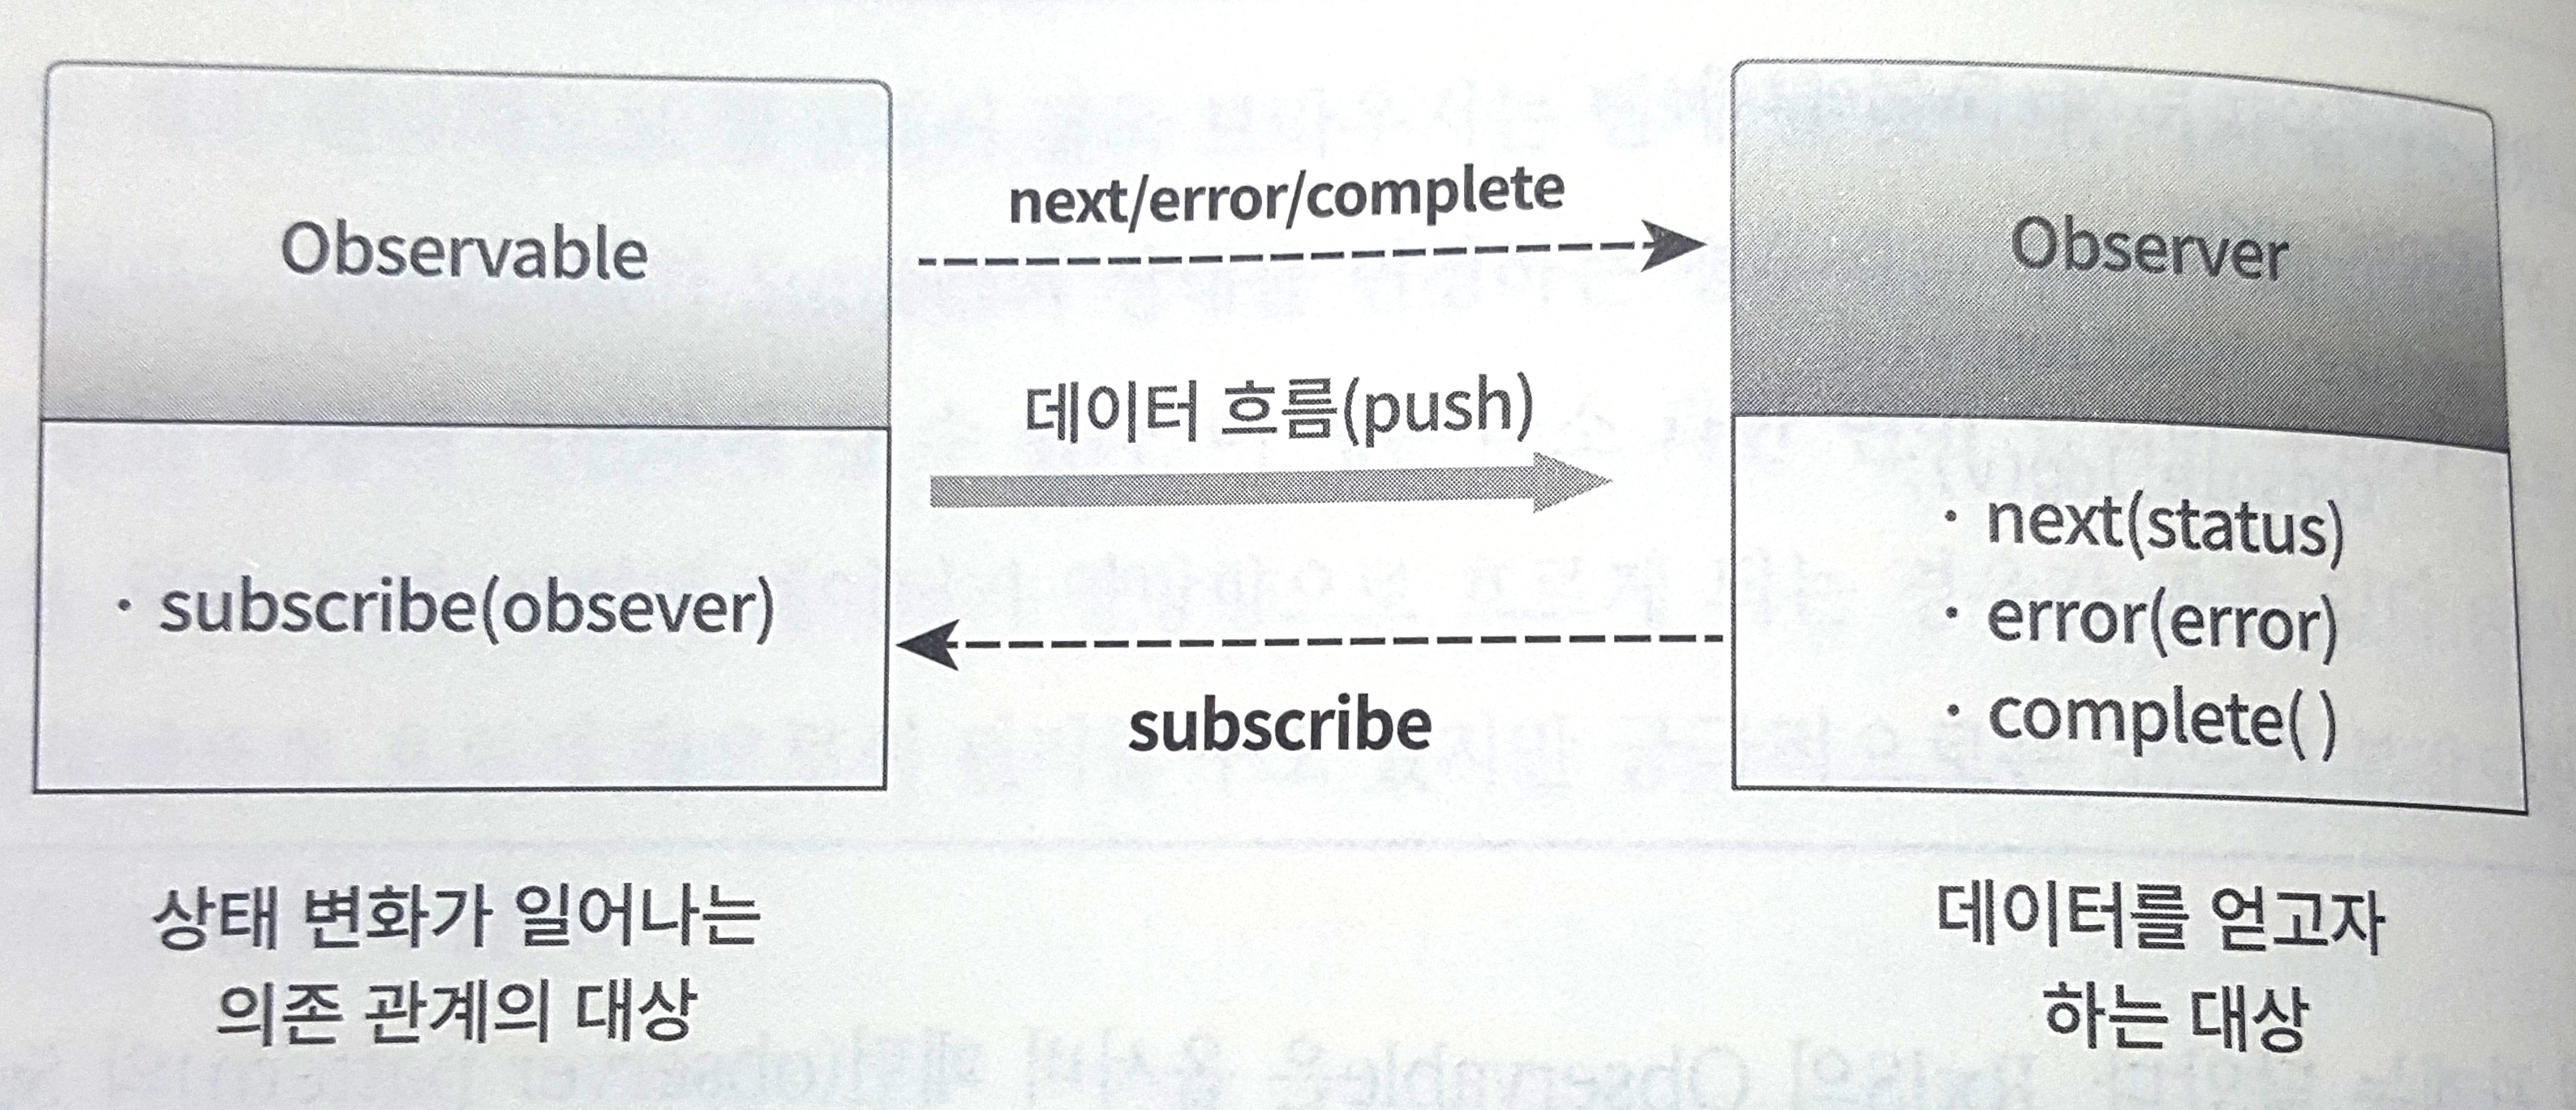 Observable
· subscribe(obsever)
상태 변화가 일어나는
의존 관계의 대상
next/error/complete
데이터 흐름(push)
subscribe
Observer
· next(status)
· error(error)
· complete( )
데이터를 얻고자
하는 대상